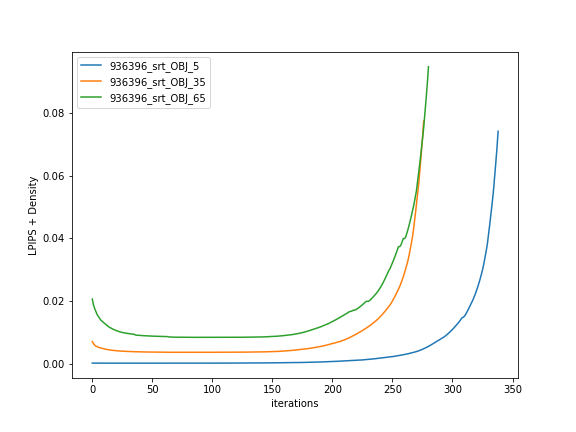 936396_srt_OBJ_5
936396_srt_OBJ_35
936396_srt_OBJ_65
LPIPS + Density
0.08
0.06
0.04
0.02
0.00
0 50 100 150 200 250 300 350
iterations